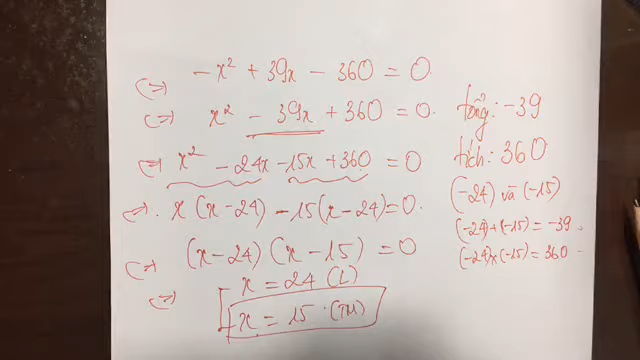 -x² + 39x - 360 = 0.
<=> x² - 39x + 360 = 0.
<=> x² - 24x - 15x + 360 = 0
<=> x (x-24) - 15(x-24) = 0.
<=> (x-24) (x-15) = 0
<=> [ x = 24 (L)
x = 15 . (TM)
tổng: -39
tích: 360
(-24) và (-15)
(-24)+(-15) = -39
(-24)x(-15) = 360